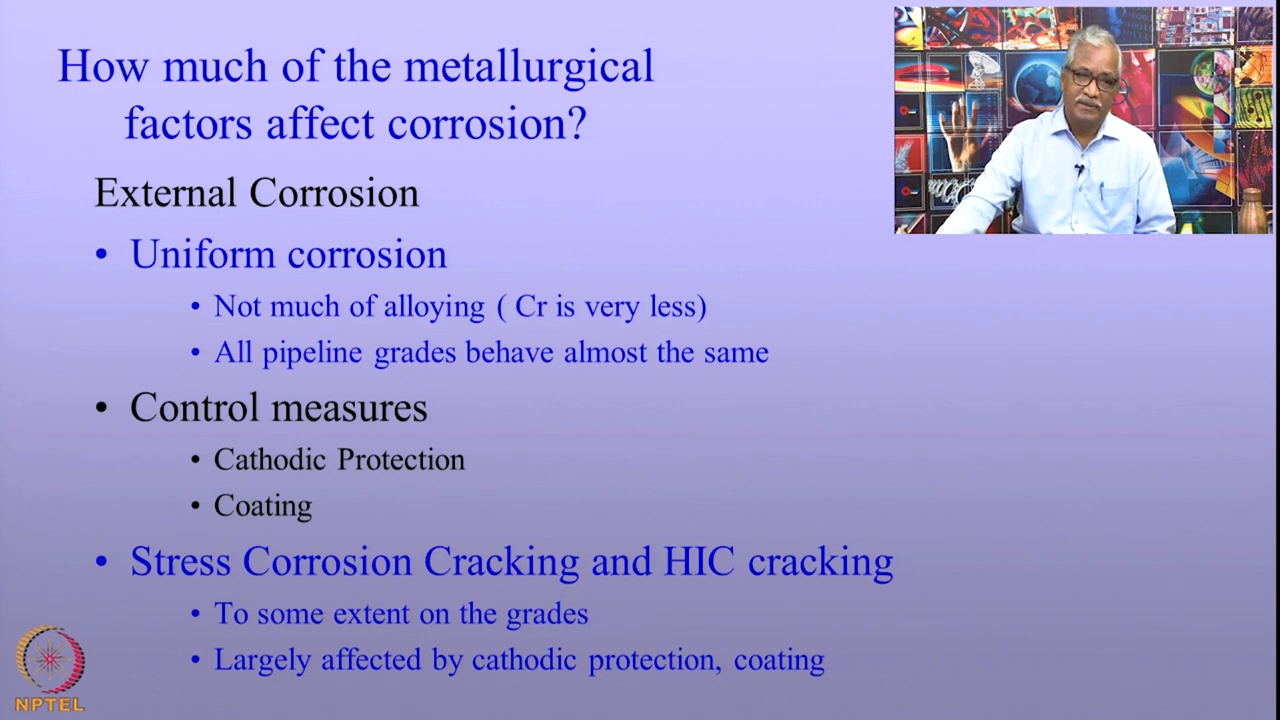 How much of the metallurgical
factors affect corrosion?
External Corrosion
• Uniform corrosion
• Not much of alloying ( Cr is very less)
• All pipeline grades behave almost the same
• Control measures
• Cathodic Protection
• Coating
• Stress Corrosion Cracking and HIC cracking
• To some extent on the grades
• Largely affected by cathodic protection, coating
NPTEL